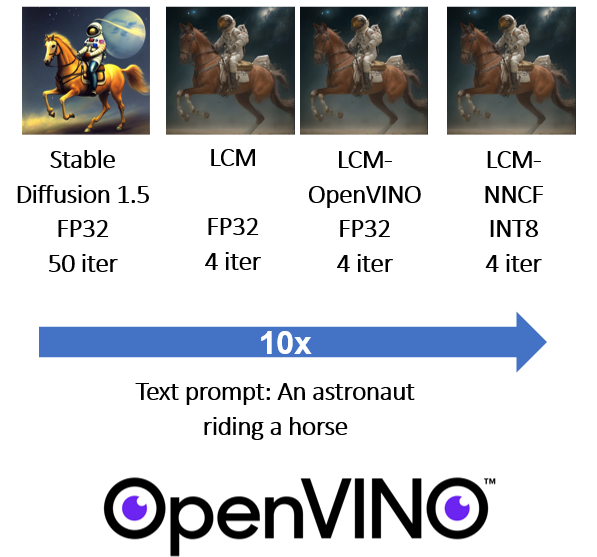 Stable
Diffusion 1.5
FP32
50 iter
LCM
FP32
4 iter
LCM-
OpenVINO
FP32
4 iter
LCM-
NNCF
INT8
4 iter
10x
Text prompt: An astronaut
riding a horse
OpenVINO™